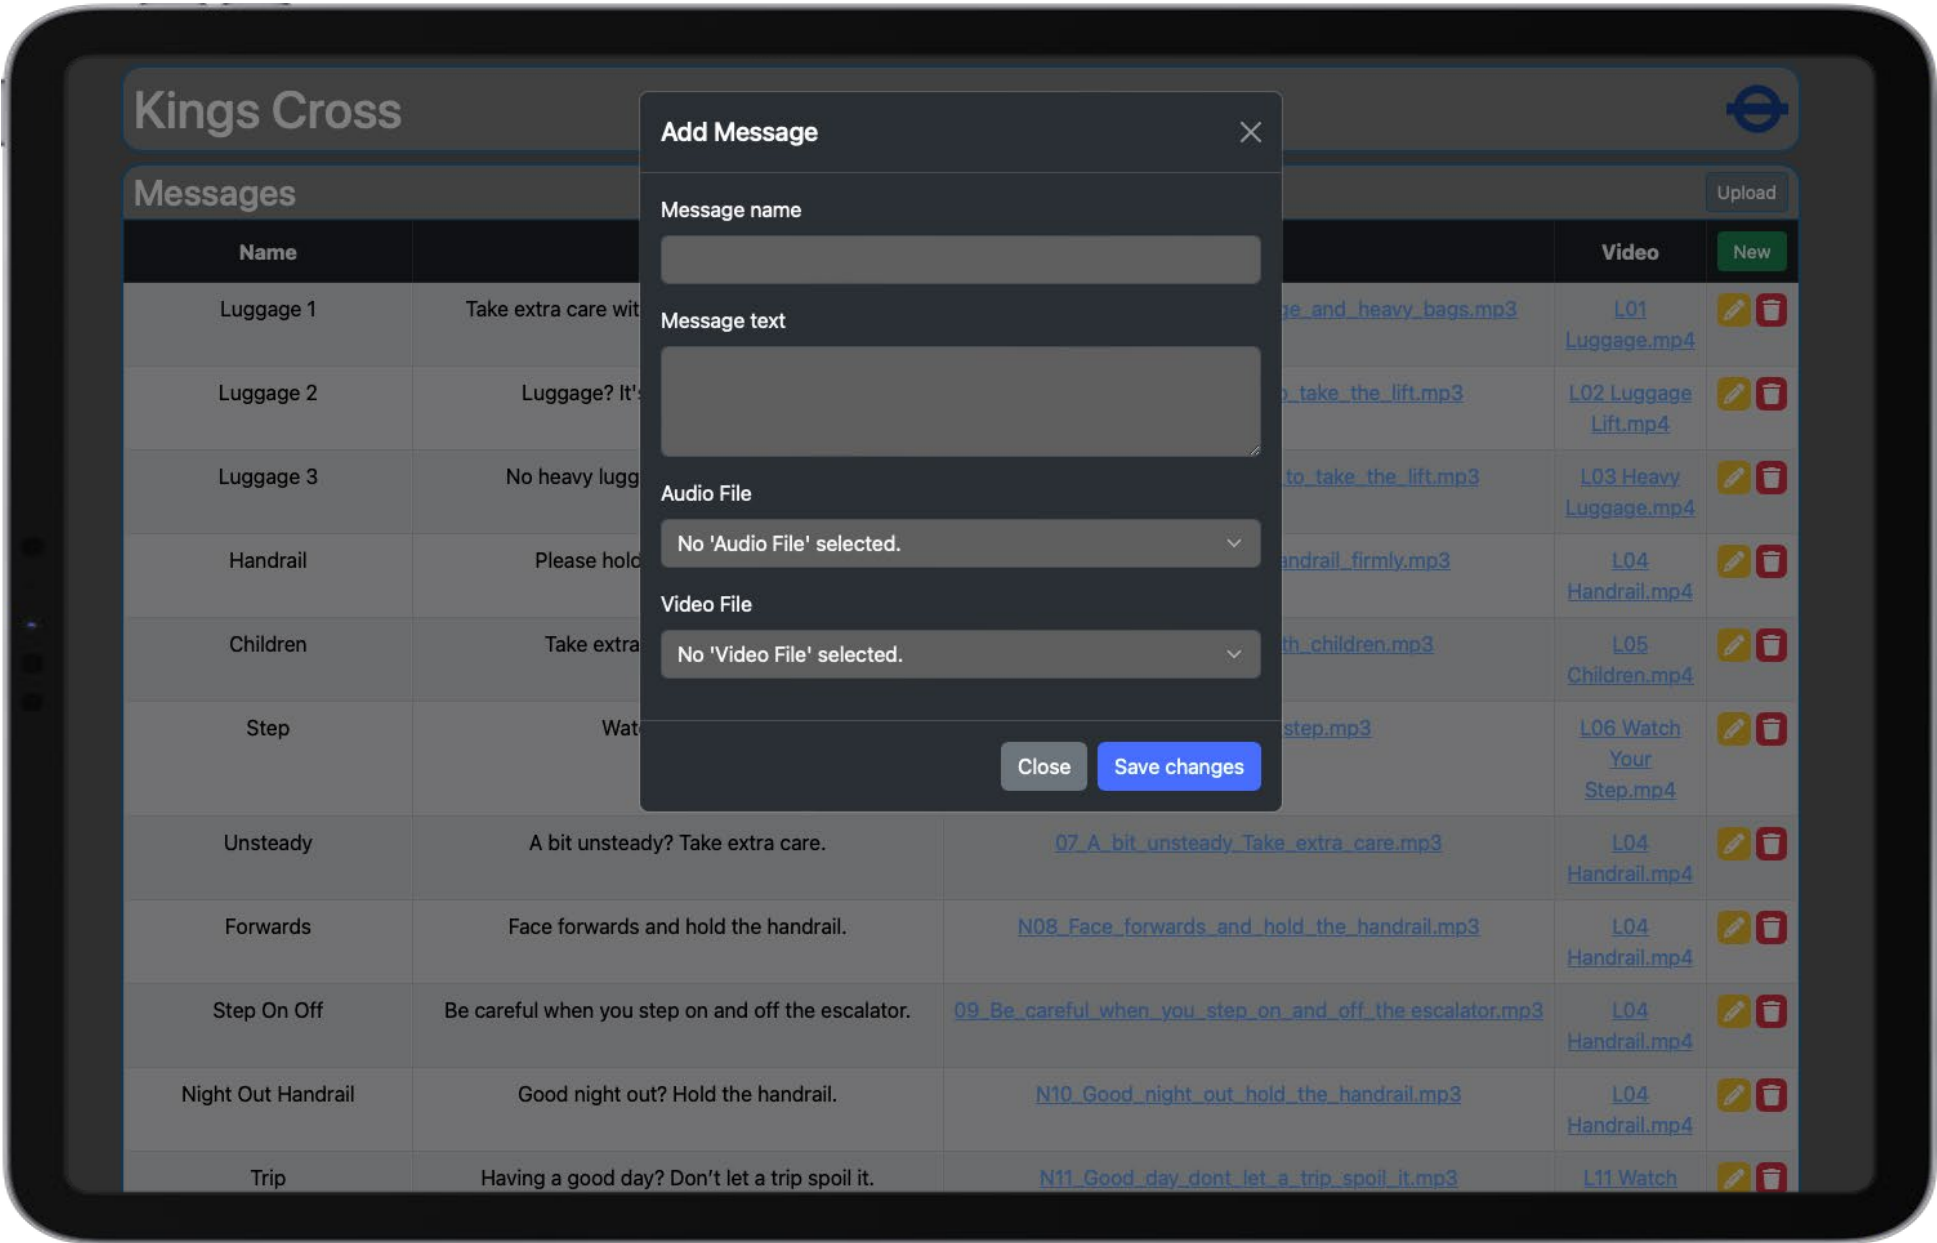 Kings Cross
Messages
Upload
Name
Video
New
Add Message
Message name
Message text
Audio File
No 'Audio File' selected.
Video File
No 'Video File' selected.
Close
Save changes
Luggage 1
Take extra care wit
ge_and_heavy_bags.mp3
L01
Luggage.mp4
Luggage 2
Luggage? It's
o_take_the_lift.mp3
L02 Luggage
Lift.mp4
Luggage 3
No heavy lugg
to_take_the_lift.mp3
L03 Heavy
Luggage.mp4
Handrail
Please hold
andrail_firmly.mp3
L04
Handrail.mp4
Children
Take extra
th_children.mp3
L05
Children.mp4
Step
Wat
step.mp3
L06 Watch
Your
Step.mp4
Unsteady
A bit unsteady? Take extra care.
07_A_bit_unsteady_Take_extra_care.mp3
L04
Handrail.mp4
Forwards
Face forwards and hold the handrail.
N08_Face_forwards_and_hold_the_handrail.mp3
L04
Handrail.mp4
Step On Off
Be careful when you step on and off the escalator.
09_Be_careful_when_you_step_on_and_off_the escalator.mp3
L04
Handrail.mp4
Night Out Handrail
Good night out? Hold the handrail.
N10_Good_night_out_hold_the_handrail.mp3
L04
Handrail.mp4
Trip
Having a good day? Don’t let a trip spoil it.
N11_Good_day_dont_let_a_trip_spoil_it.mp3
L11 Watch